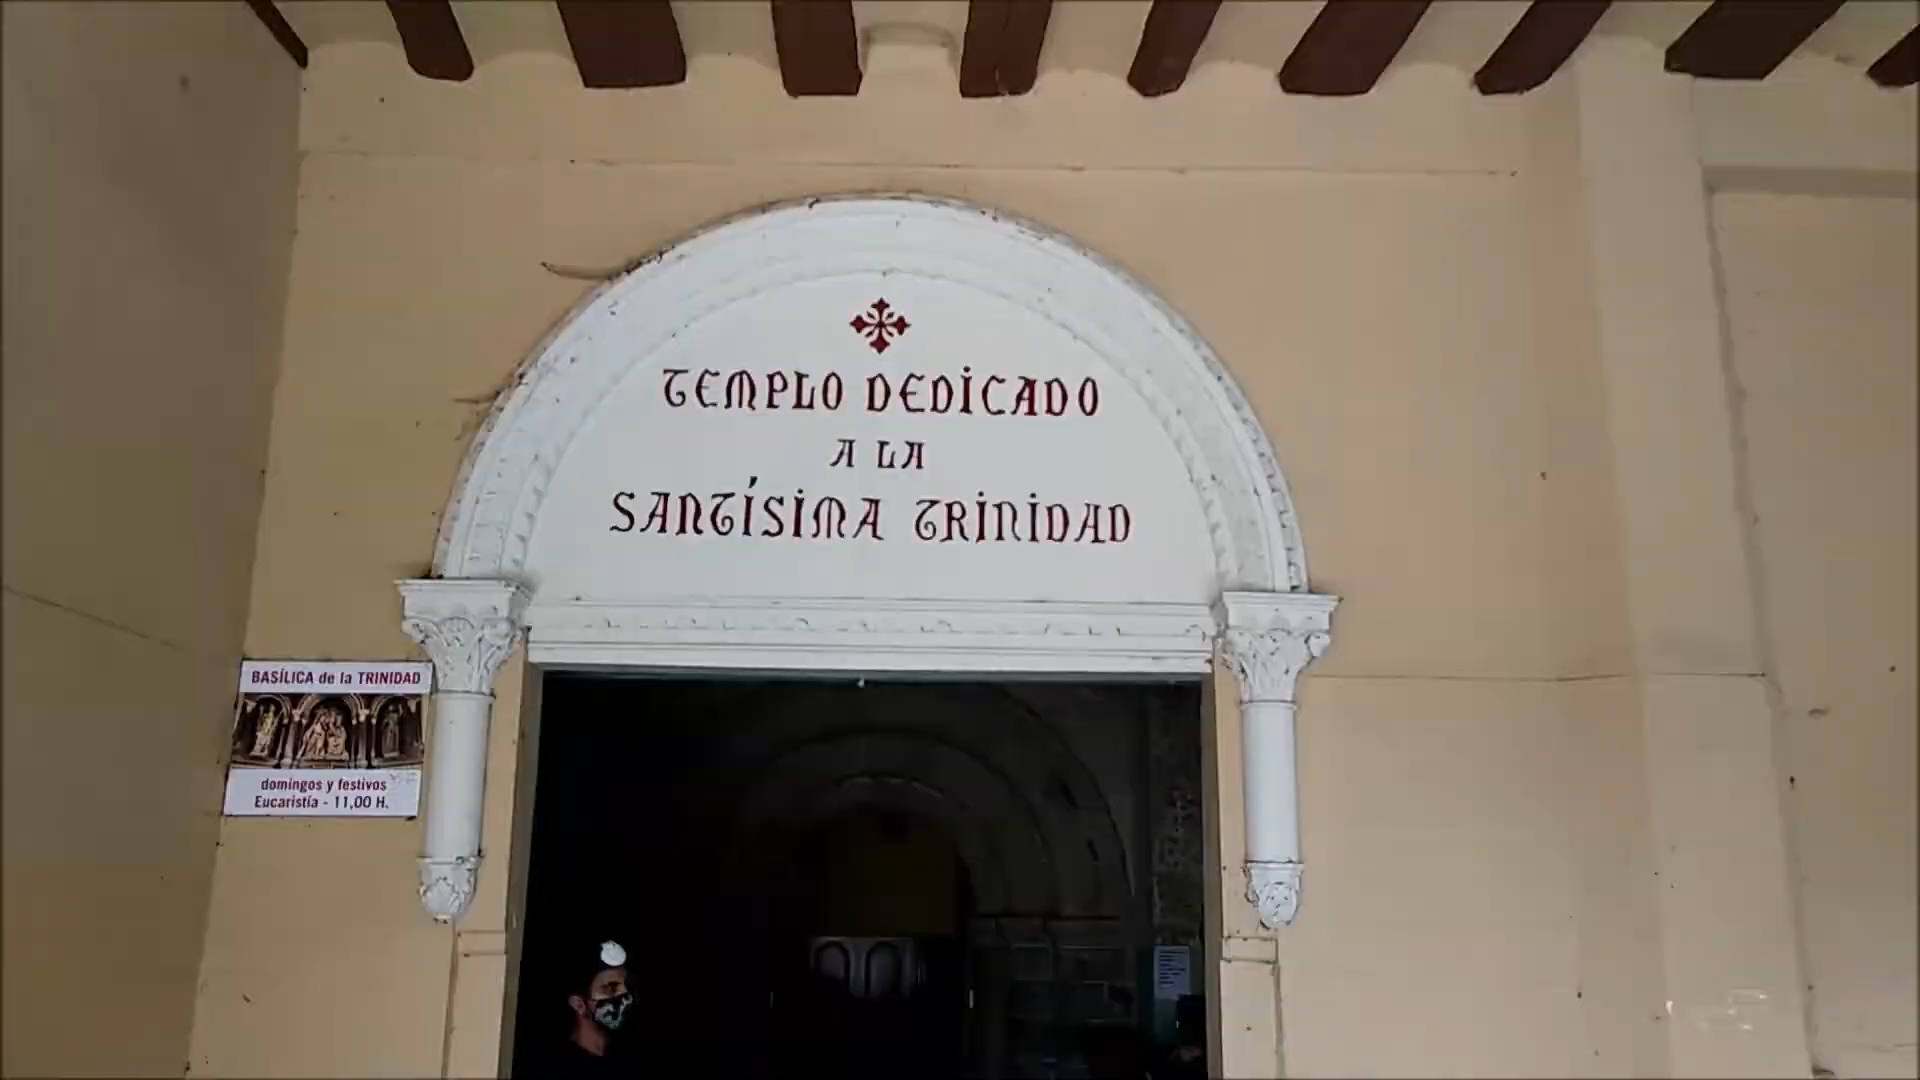 TEMPLO DEDICADO
A LA
SANTÍSIMA TRINIDAD
BASÍLICA de la TRINIDAD
domingos y festivos
Eucaristía - 11,00 H.